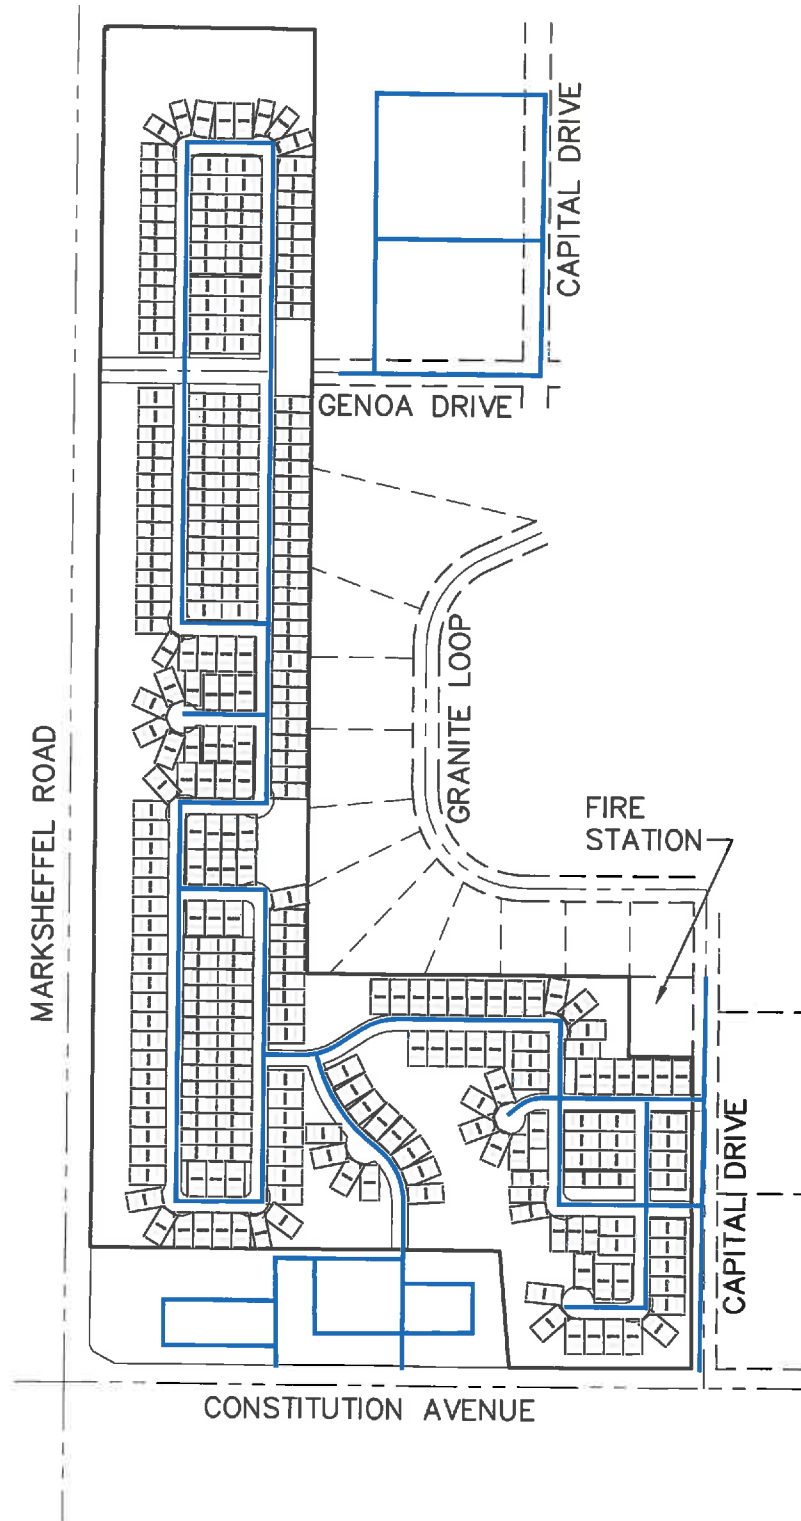 CAPITAL DRIVE
GENOA DRIVE
GRANITE LOOP
MARKSHEFFEL ROAD
FIRE
STATION
CAPITAL DRIVE
CONSTITUTION AVENUE